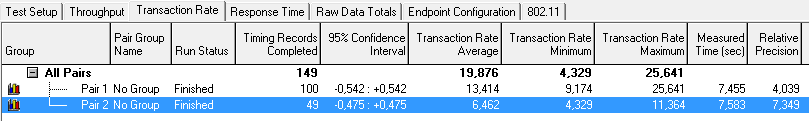 Test Setup Throughput Transaction Rate Response Time Raw Data Totals Endpoint Configuration 802.11
Group Pair Group Name Run Status Timing Records Completed 95% Confidence Interval Transaction Rate Average Transaction Rate Minimum Transaction Rate Maximum Measured Time (sec) Relative Precision
All Pairs 149 19,876 4,329 25,641
Pair 1 No Group Finished 100 -0,542 : +0,542 13,414 9,174 25,641 7,455 4,039
Pair 2 No Group Finished 49 -0,475 : +0,475 6,462 4,329 11,364 7,583 7,349